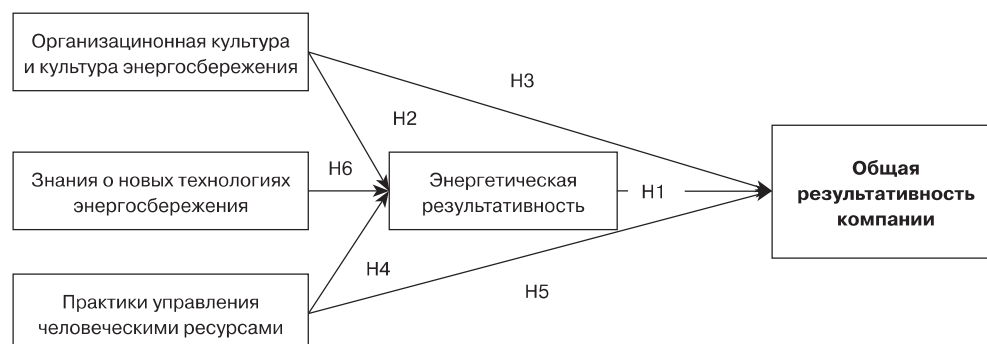 Организацинонная культура
и культура энергосбережения
H3
H2
Знания о новых технологиях
энергосбережения
H6
Энергетическая
результативность
H1
Общая
результативность
компании
H4
H5
Практики управления
человеческими ресурсами